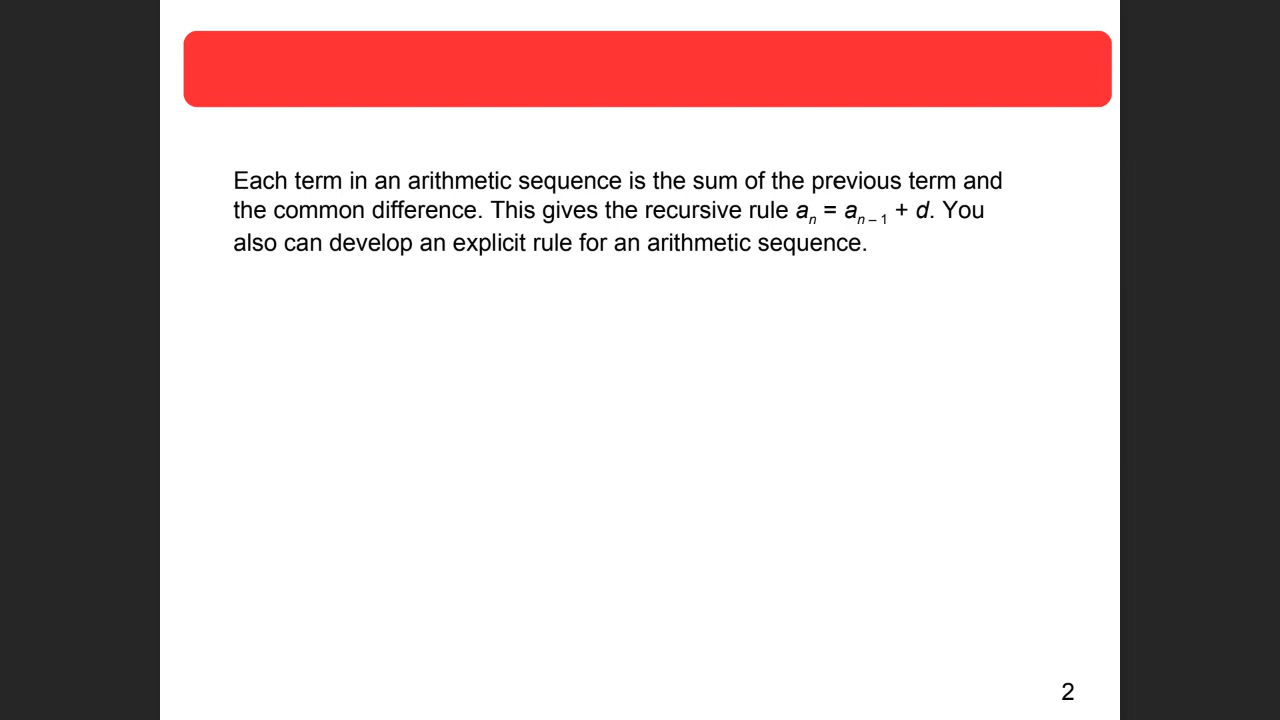 Each term in an arithmetic sequence is the sum of the previous term and
the common difference. This gives the recursive rule aₙ = aₙ₋₁ + d. You
also can develop an explicit rule for an arithmetic sequence.
2